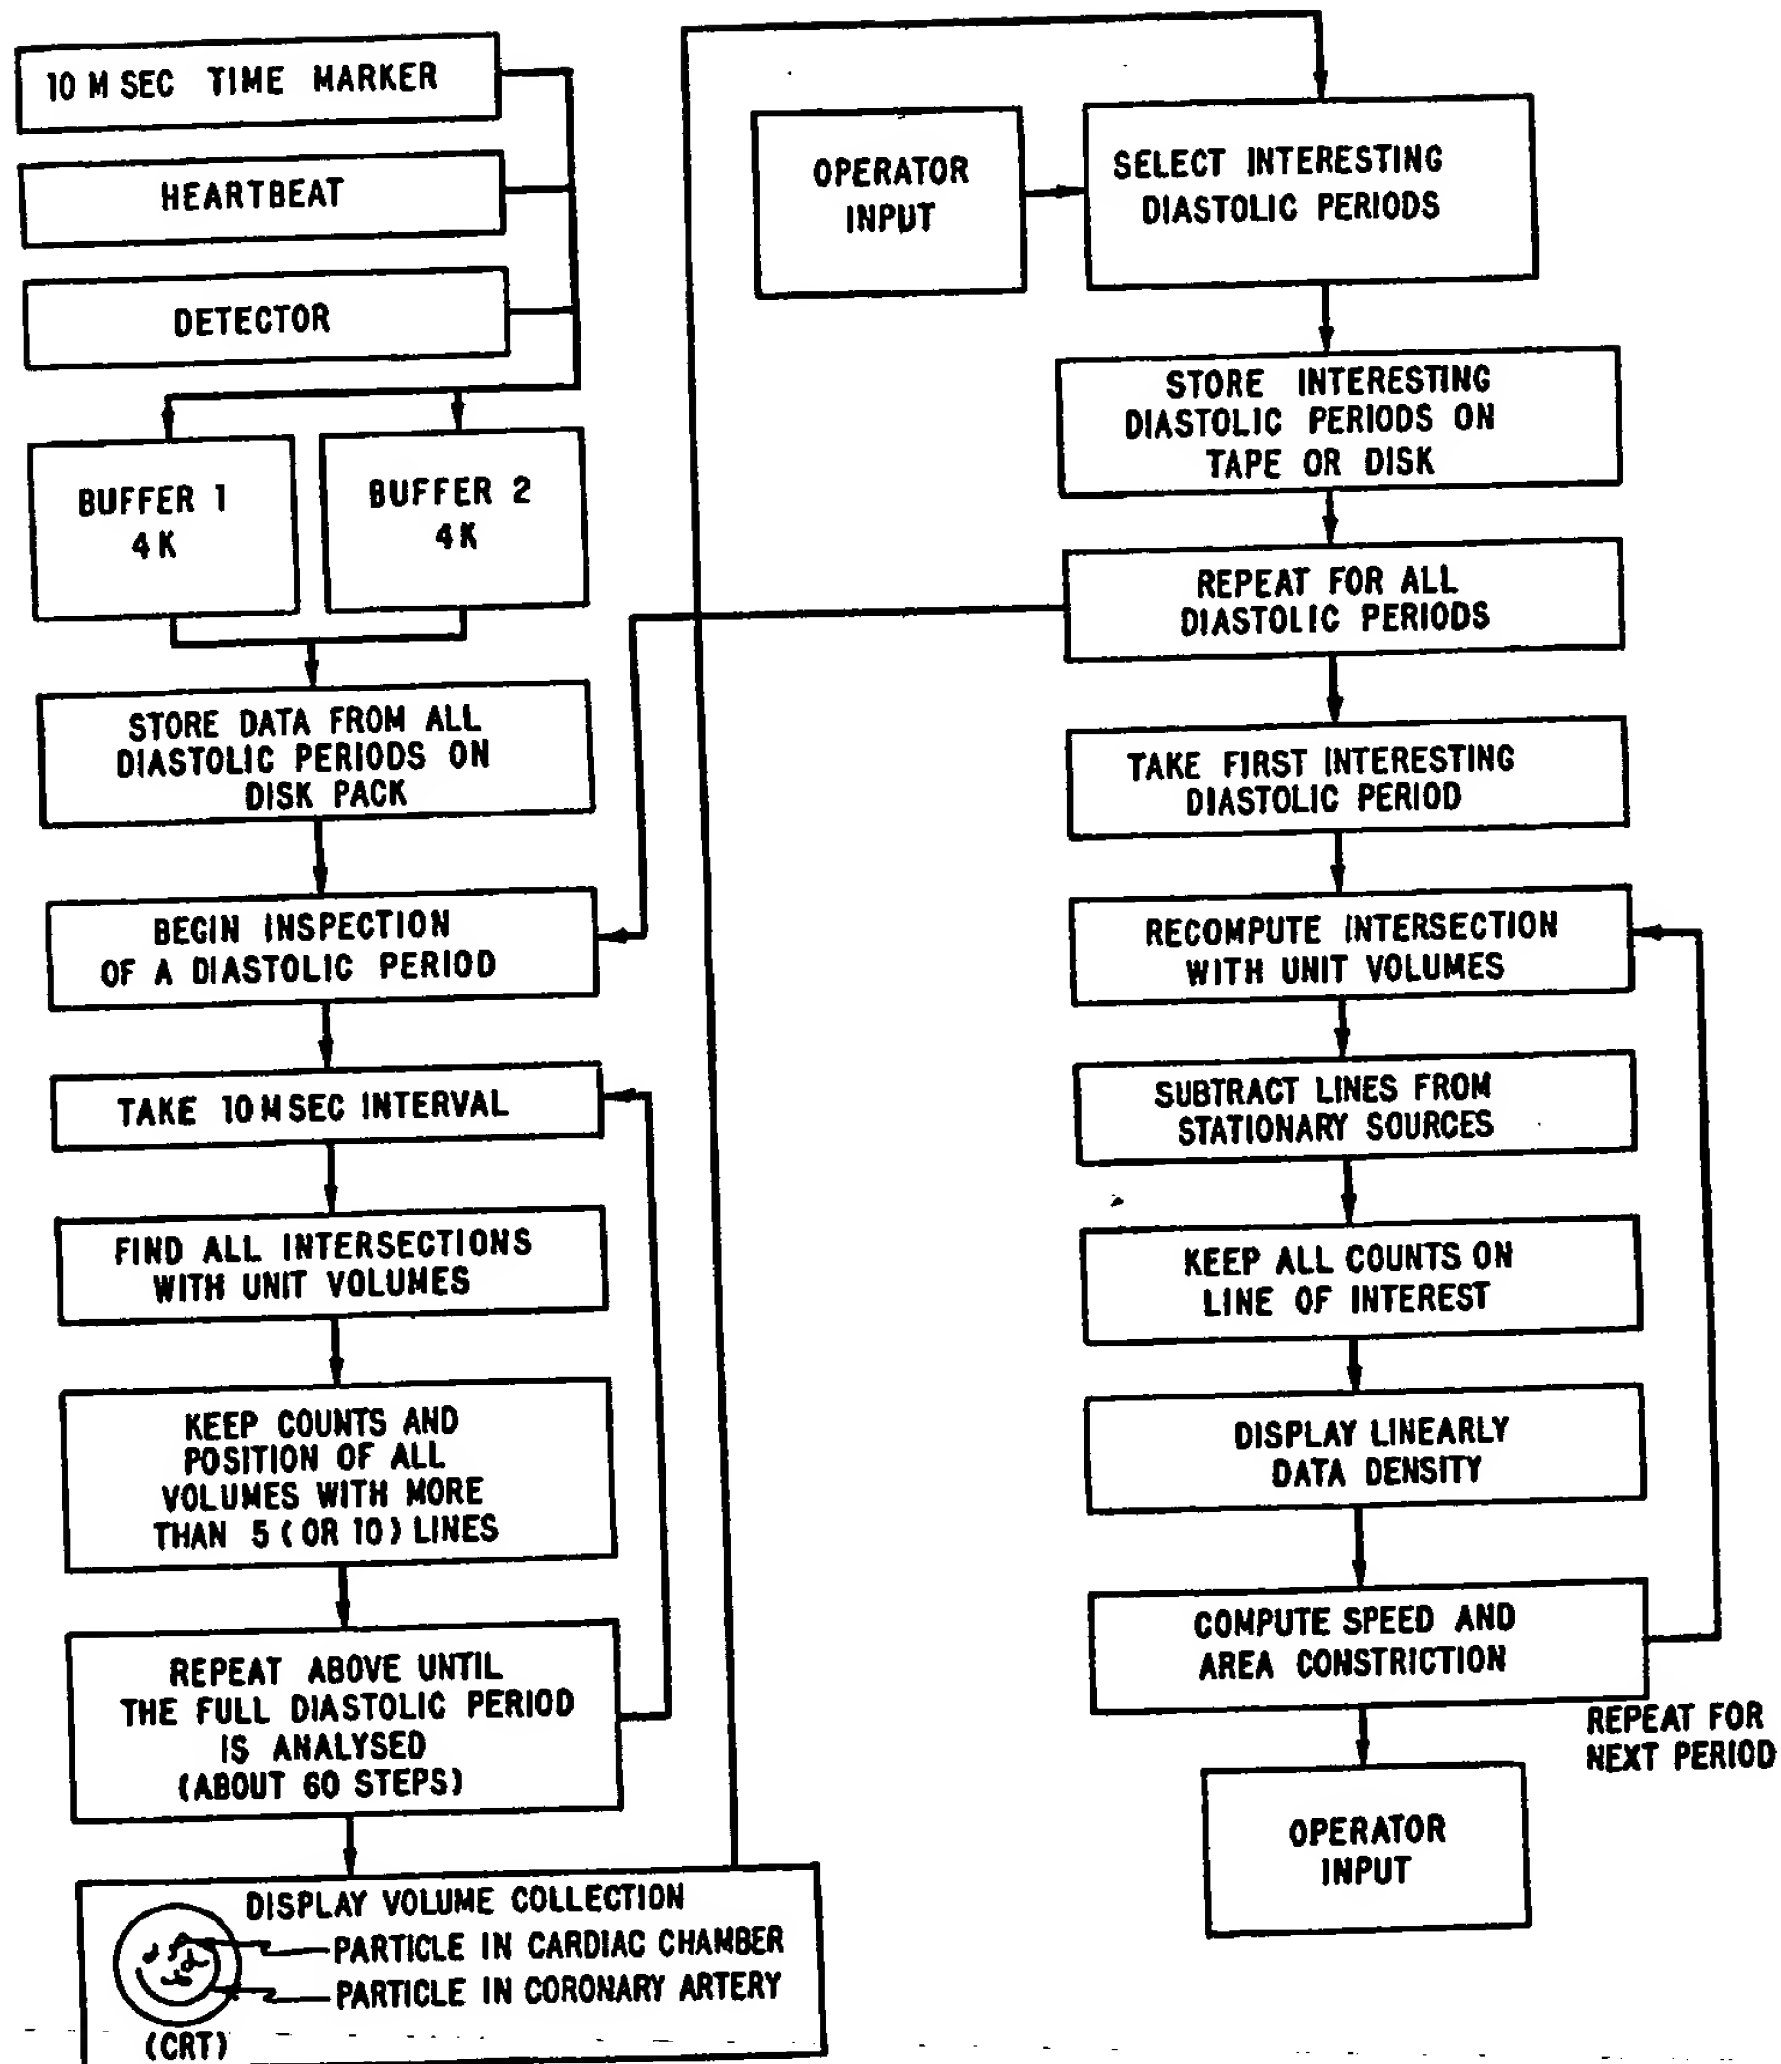 10 M SEC TIME MARKER
HEARTBEAT
DETECTOR
BUFFER 1
4 K
BUFFER 2
4 K
STORE DATA FROM ALL
DIASTOLIC PERIODS ON
DISK PACK
BEGIN INSPECTION
OF A DIASTOLIC PERIOD
TAKE 10 M SEC INTERVAL
FIND ALL INTERSECTIONS
WITH UNIT VOLUMES
KEEP COUNTS AND
POSITION OF ALL
VOLUMES WITH MORE
THAN 5 (OR 10) LINES
REPEAT ABOVE UNTIL
THE FULL DIASTOLIC PERIOD
IS ANALYSED
(ABOUT 60 STEPS)
DISPLAY VOLUME COLLECTION
PARTICLE IN CARDIAC CHAMBER
PARTICLE IN CORONARY ARTERY
(CRT)
OPERATOR
INPUT
SELECT INTERESTING
DIASTOLIC PERIODS
STORE INTERESTING
DIASTOLIC PERIODS ON
TAPE OR DISK
REPEAT FOR ALL
DIASTOLIC PERIODS
TAKE FIRST INTERESTING
DIASTOLIC PERIOD
RECOMPUTE INTERSECTION
WITH UNIT VOLUMES
SUBTRACT LINES FROM
STATIONARY SOURCES
KEEP ALL COUNTS ON
LINE OF INTEREST
DISPLAY LINEARLY
DATA DENSITY
COMPUTE SPEED AND
AREA CONSTRICTION
REPEAT FOR
NEXT PERIOD
OPERATOR
INPUT